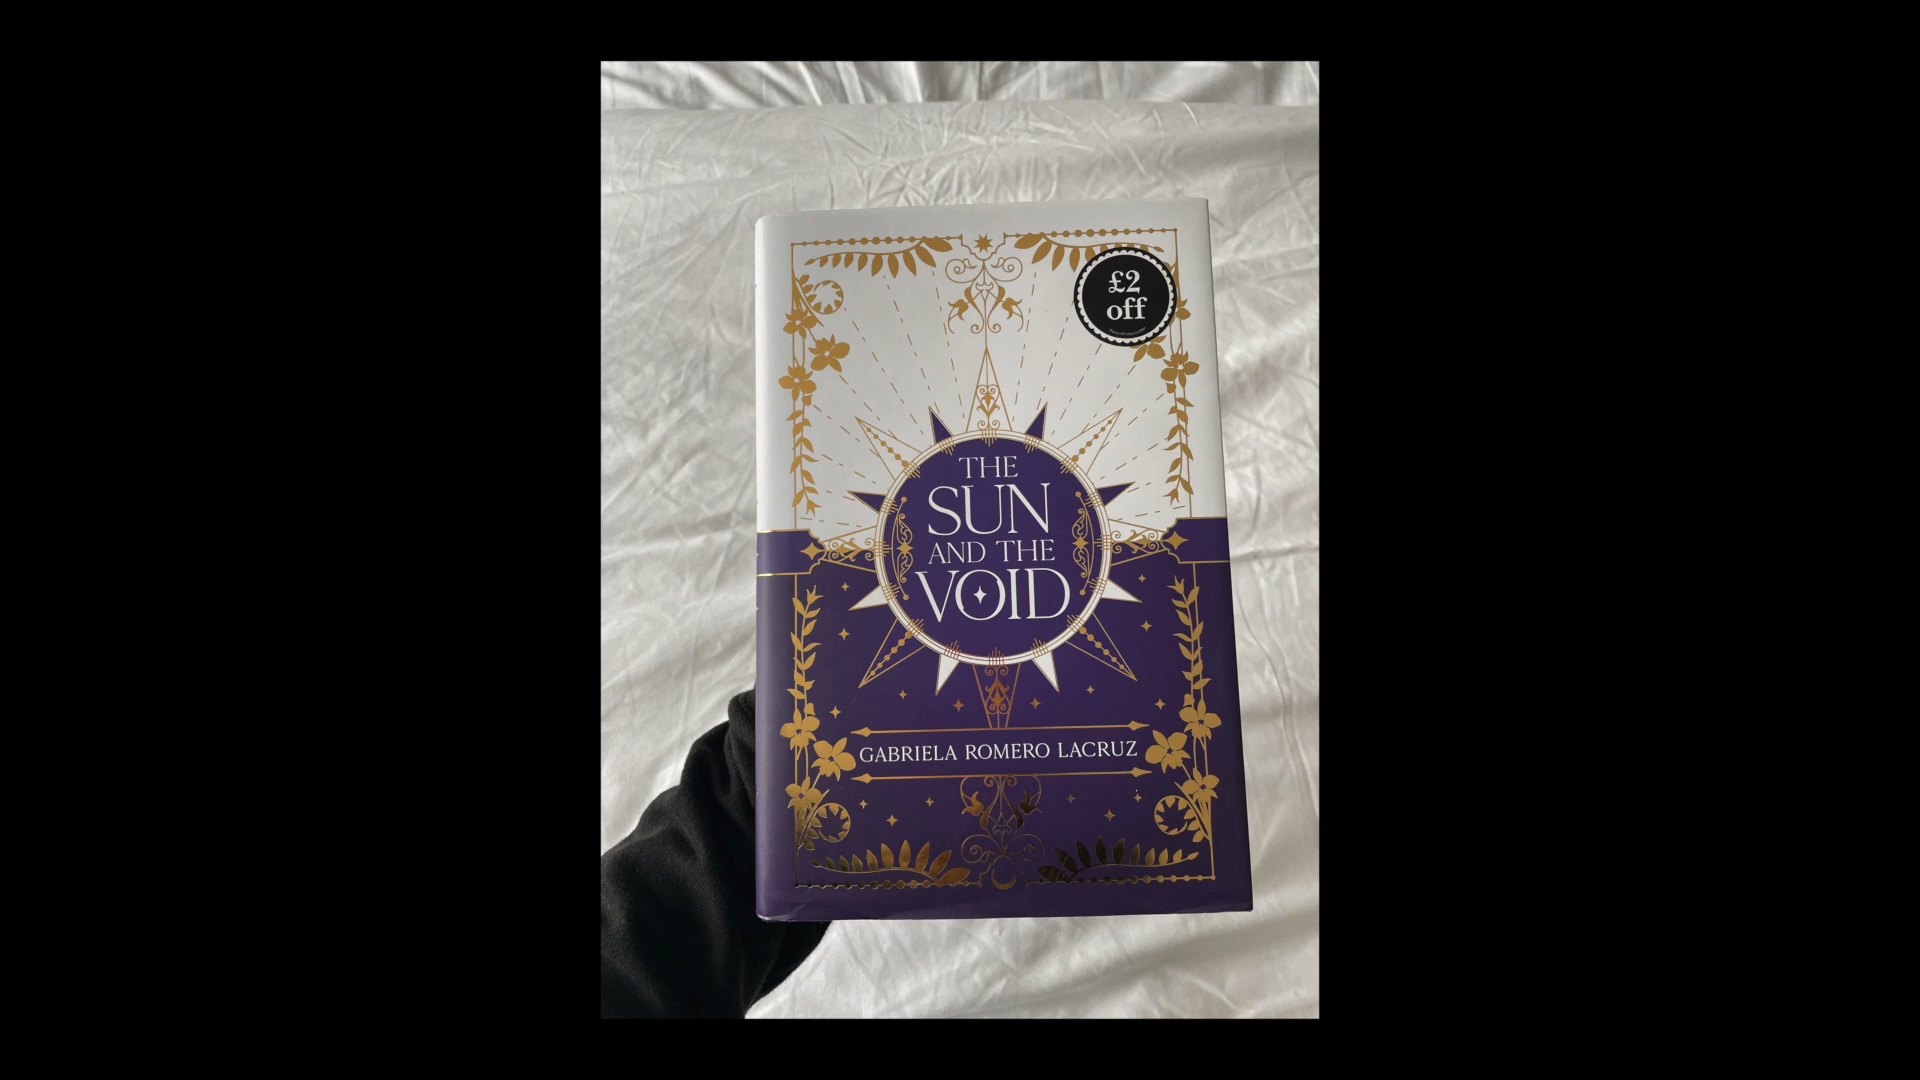 £2
off
THE
SUN
AND THE
VOID
GABRIELA ROMERO LACRUZ